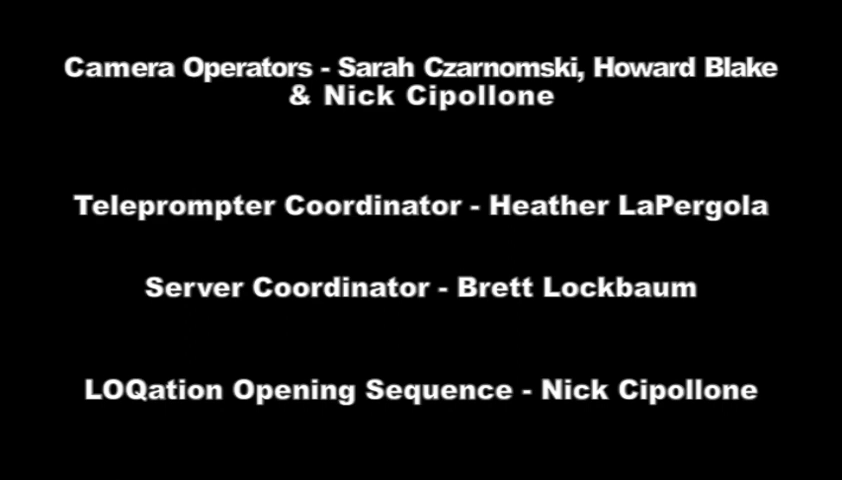 Camera Operators - Sarah Czarnomski, Howard Blake
& Nick Cipollone
Teleprompter Coordinator - Heather LaPergola
Server Coordinator - Brett Lockbaum
LOQation Opening Sequence - Nick Cipollone